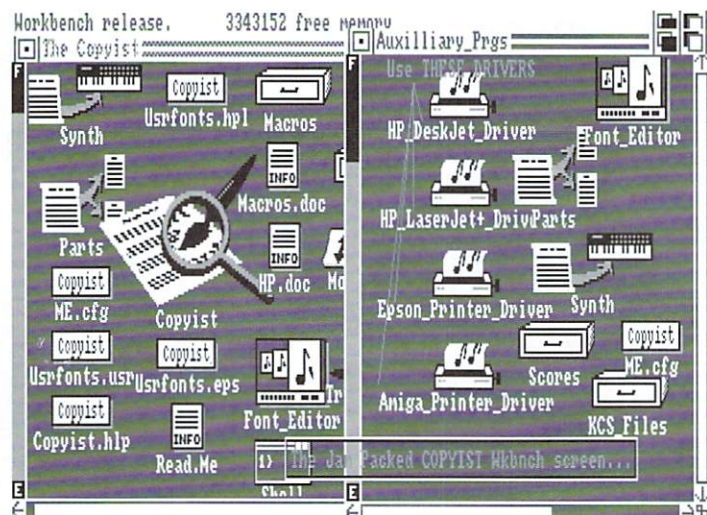 Workbench release. 3343152 free memory
The Copyist
Auxilliary_Prgs
F
Synth
Copyist
Usrfonts.hpl
Macros
INFO
Macros.doc
Parts
Copyist
ME.cfg
Copyist
INFO
HP.doc
Copyist
Usrfonts.usr
Copyist
Usrfonts.eps
Copyist
Copyist.hlp
INFO
Read.Me
Font_Editor
1>
Shell
E
F
Use THESE DRIVERS
HP_DeskJet_Driver
Font_Editor
HP_LaserJet+_Driv
Parts
Epson_Printer_Driver
Synth
Scores
Copyist
ME.cfg
Amiga_Printer_Driver
KCS_Files
The Jam Packed COPYIST Wkbnch screen...
E